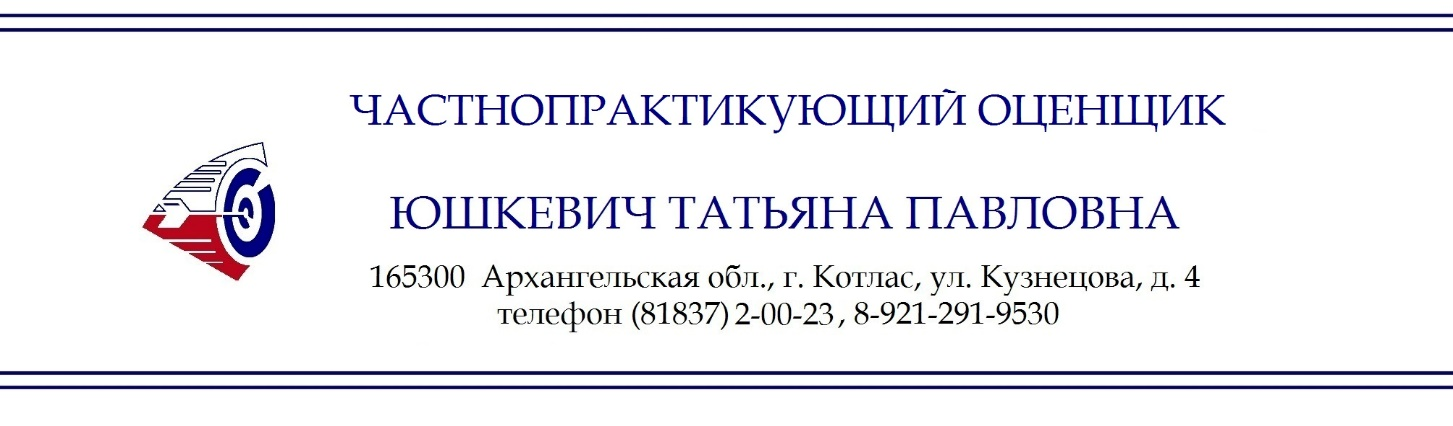 ЧАСТНОПРАКТИКУЮЩИЙ ОЦЕНЩИК
ЮШКЕВИЧ ТАТЬЯНА ПАВЛОВНА
165300 Архангельская обл., г. Котлас, ул. Кузнецова, д. 4
телефон (81837) 2-00-23, 8-921-291-9530